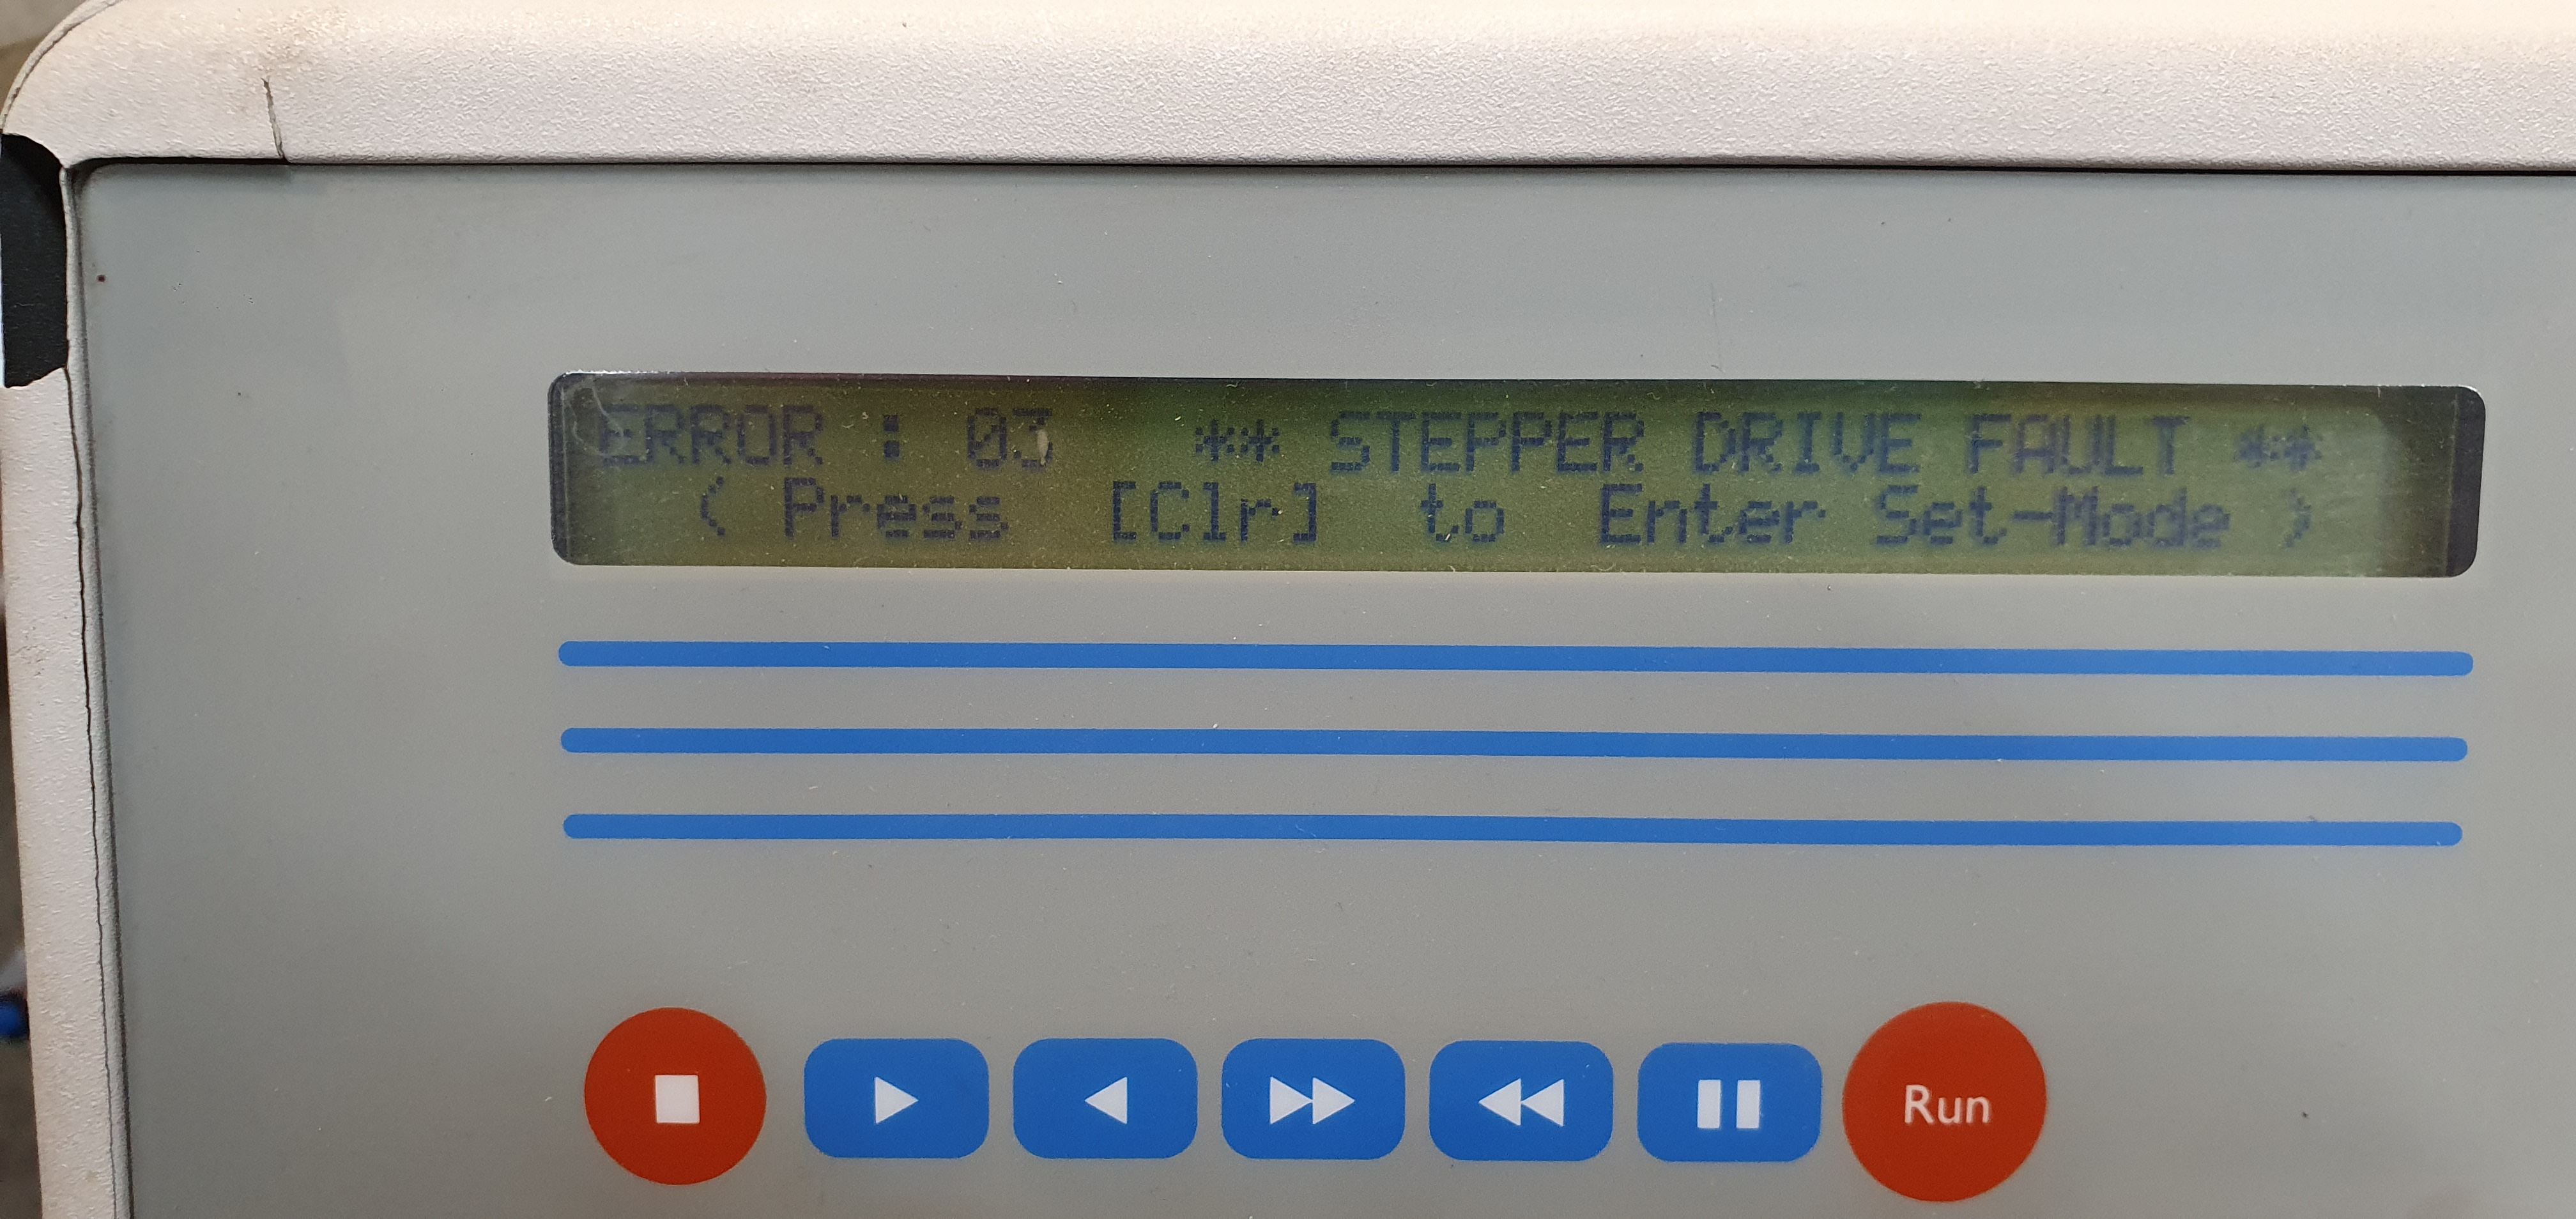 ERROR : 03 ** STEPPER DRIVE FAULT **
( Press [Clr] to Enter Set-Mode )
Run